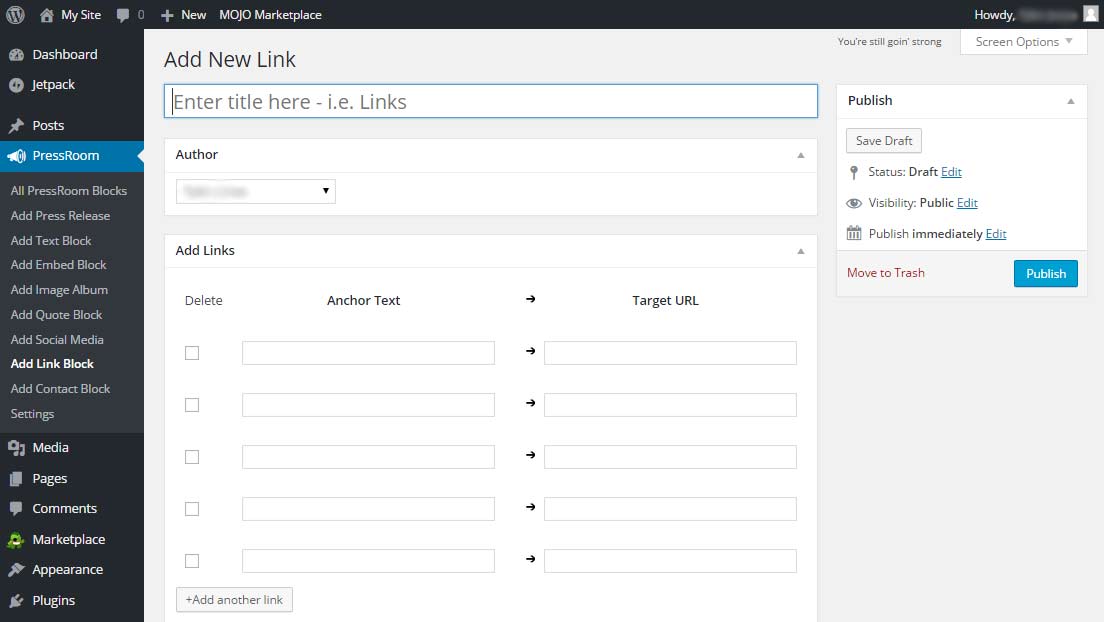 My Site 0 New MOJO Marketplace Howdy,
Dashboard
Jetpack
Posts
PressRoom
All PressRoom Blocks
Add Press Release
Add Text Block
Add Embed Block
Add Image Album
Add Quote Block
Add Social Media
Add Link Block
Add Contact Block
Settings
Media
Pages
Comments
Marketplace
Appearance
Plugins
You're still goin' strong
Screen Options
Add New Link
Enter title here - i.e. Links
Author
Add Links
Delete Anchor Text ➔ Target URL
➔
➔
➔
➔
➔
+Add another link
Publish
Save Draft
Status: Draft Edit
Visibility: Public Edit
Publish immediately Edit
Move to Trash Publish